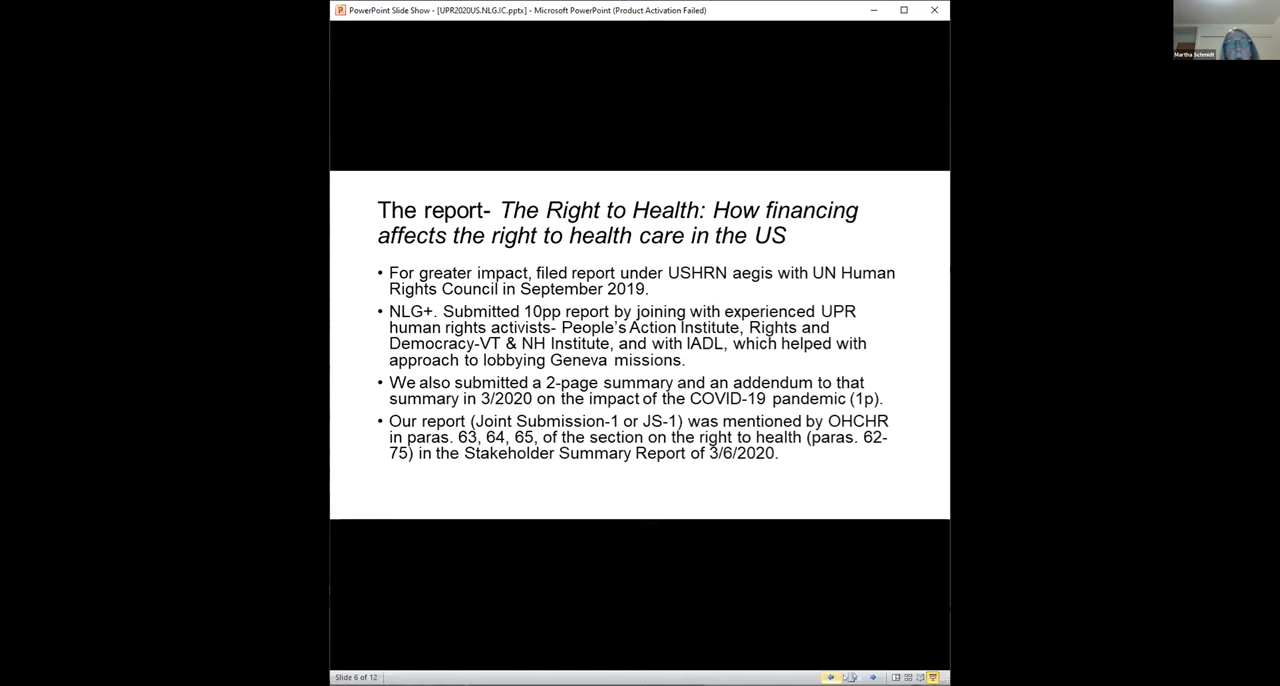 PowerPoint Slide Show - [UPR2020US.NLG.IC.pptx] - Microsoft PowerPoint (Product Activation Failed)
Martha Schmidt
The report- The Right to Health: How financing
affects the right to health care in the US
• For greater impact, filed report under USHRN aegis with UN Human
Rights Council in September 2019.
• NLG+. Submitted 10pp report by joining with experienced UPR
human rights activists- People's Action Institute, Rights and
Democracy-VT & NH Institute, and with IADL, which helped with
approach to lobbying Geneva missions.
• We also submitted a 2-page summary and an addendum to that
summary in 3/2020 on the impact of the COVID-19 pandemic (1p).
• Our report (Joint Submission-1 or JS-1) was mentioned by OHCHR
in paras. 63, 64, 65, of the section on the right to health (paras. 62-
75) in the Stakeholder Summary Report of 3/6/2020.
Slide 6 of 12